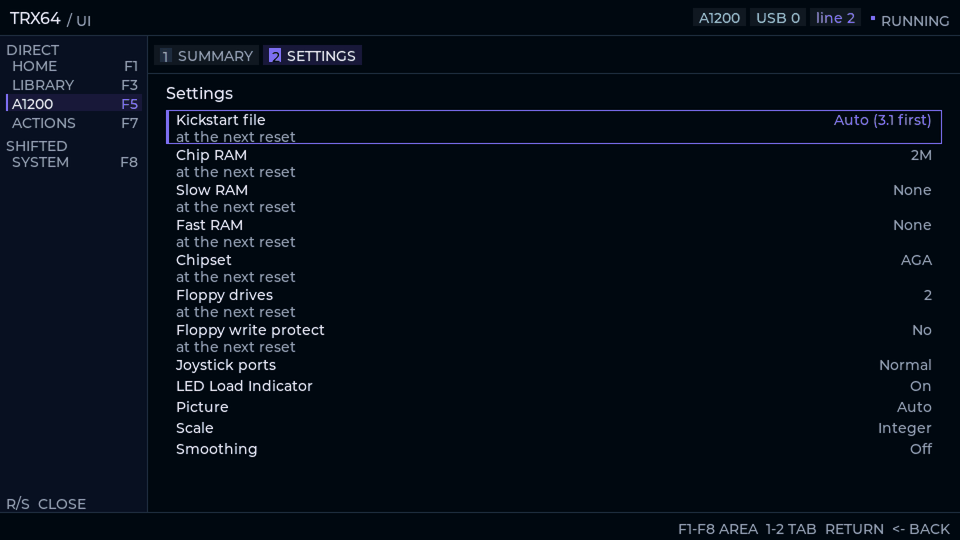 TRX64 / UI
A1200 USB 0 line 2 RUNNING
DIRECT
HOME F1
LIBRARY F3
A1200 F5
ACTIONS F7
SHIFTED
SYSTEM F8
R/S CLOSE
1 SUMMARY 2 SETTINGS
Settings
Kickstart file Auto (3.1 first)
at the next reset
Chip RAM 2M
at the next reset
Slow RAM None
at the next reset
Fast RAM None
at the next reset
Chipset AGA
at the next reset
Floppy drives 2
at the next reset
Floppy write protect No
at the next reset
Joystick ports Normal
LED Load Indicator On
Picture Auto
Scale Integer
Smoothing Off
F1-F8 AREA 1-2 TAB RETURN <- BACK